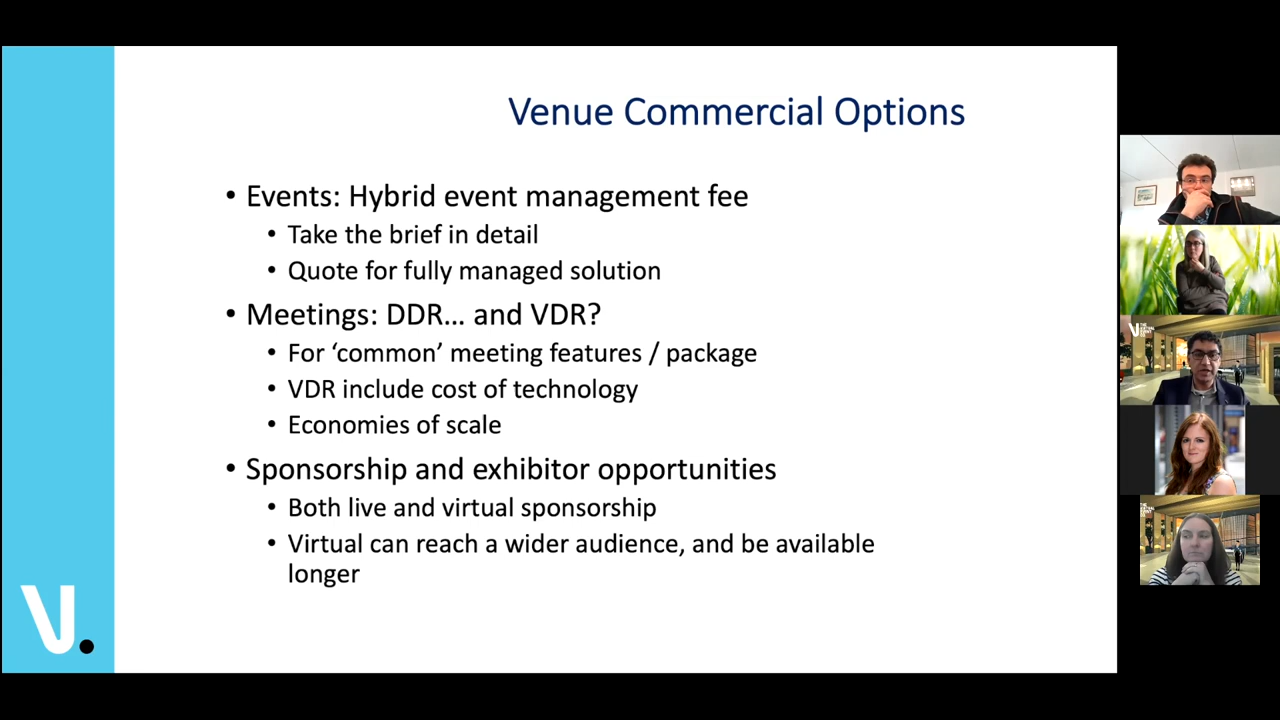 Venue Commercial Options
• Events: Hybrid event management fee
• Take the brief in detail
• Quote for fully managed solution
• Meetings: DDR... and VDR?
• For ‘common’ meeting features / package
• VDR include cost of technology
• Economies of scale
• Sponsorship and exhibitor opportunities
• Both live and virtual sponsorship
• Virtual can reach a wider audience, and be available
longer
V.